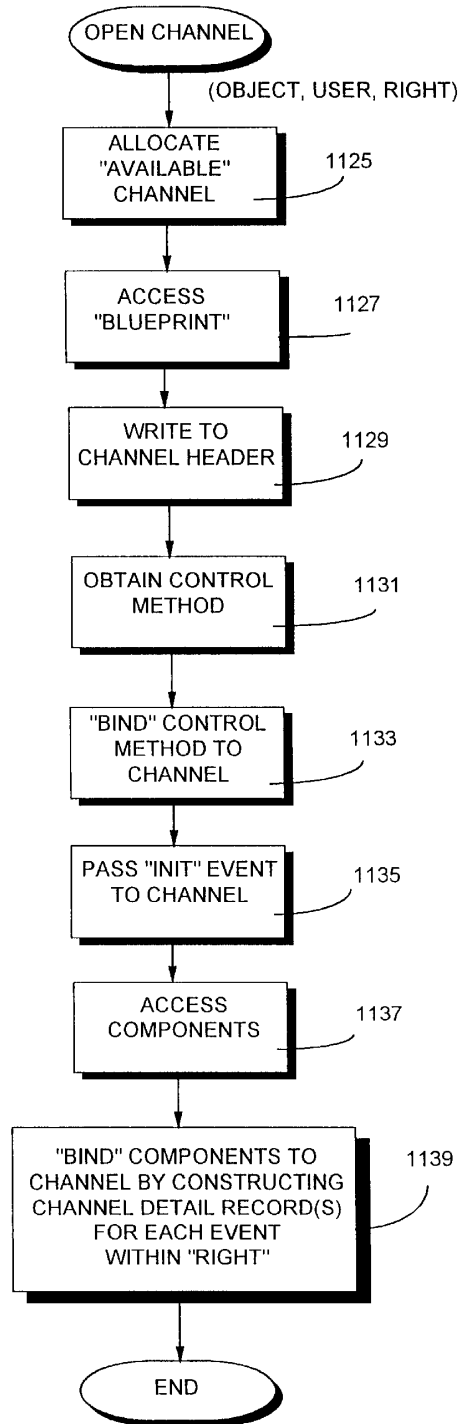 OPEN CHANNEL
(OBJECT, USER, RIGHT)
ALLOCATE
"AVAILABLE"
CHANNEL
1125
ACCESS
"BLUEPRINT"
1127
WRITE TO
CHANNEL HEADER
1129
OBTAIN CONTROL
METHOD
1131
"BIND" CONTROL
METHOD TO
CHANNEL
1133
PASS "INIT" EVENT
TO CHANNEL
1135
ACCESS
COMPONENTS
1137
"BIND" COMPONENTS TO
CHANNEL BY CONSTRUCTING
CHANNEL DETAIL RECORD(S)
FOR EACH EVENT
WITHIN "RIGHT"
1139
END